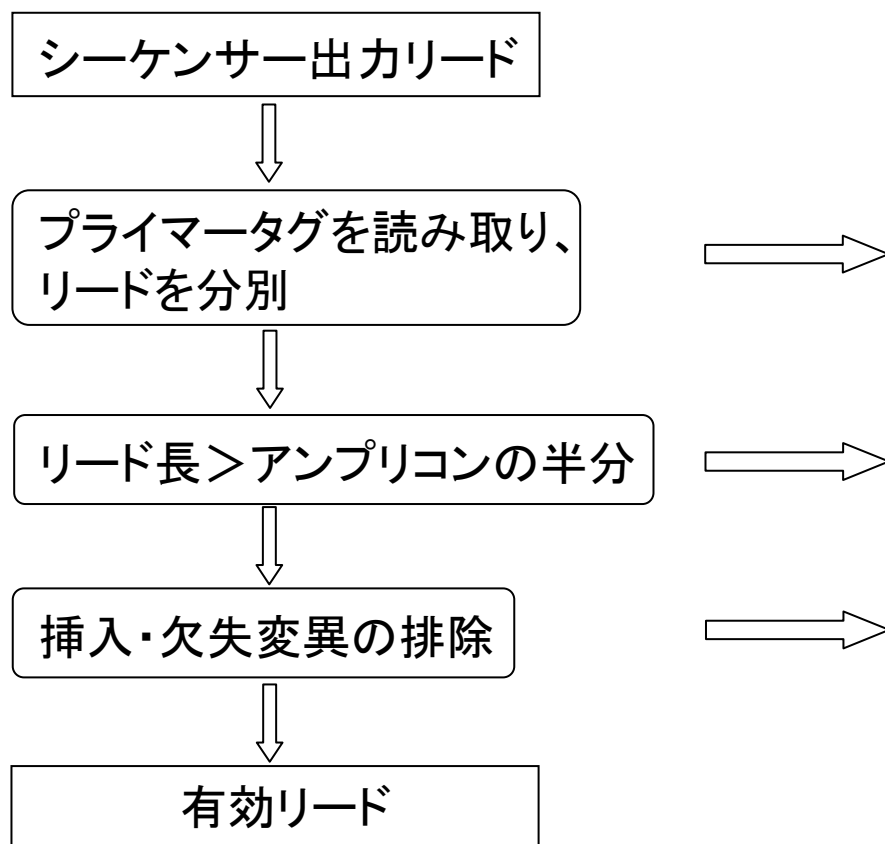 シーケンサー出力リード
プライマータグを読み取り、
リードを分別
リード長＞アンプリコンの半分
挿入・欠失変異の排除
有効リード